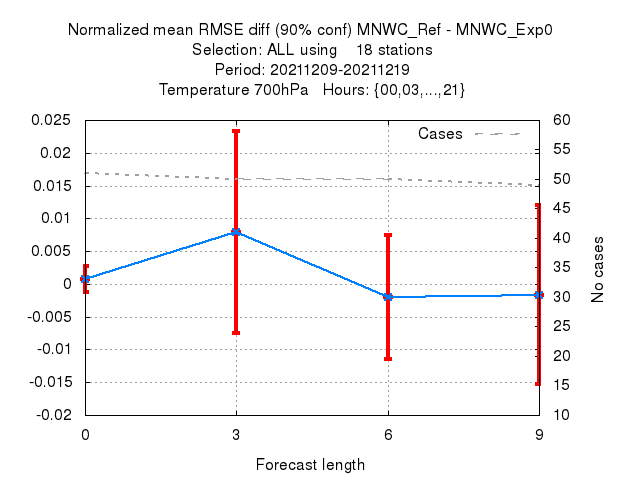 Normalized mean RMSE diff (90% conf) MNWC_Ref - MNWC_Exp0
Selection: ALL using 18 stations
Period: 20211209-20211219
Temperature 700hPa Hours: {00,03,...,21}
Cases
0.025
0.02
0.015
0.01
0.005
0
-0.005
-0.01
-0.015
-0.02
60
55
50
45
40
35
30
25
20
15
10
No cases
0 3 6 9
Forecast length